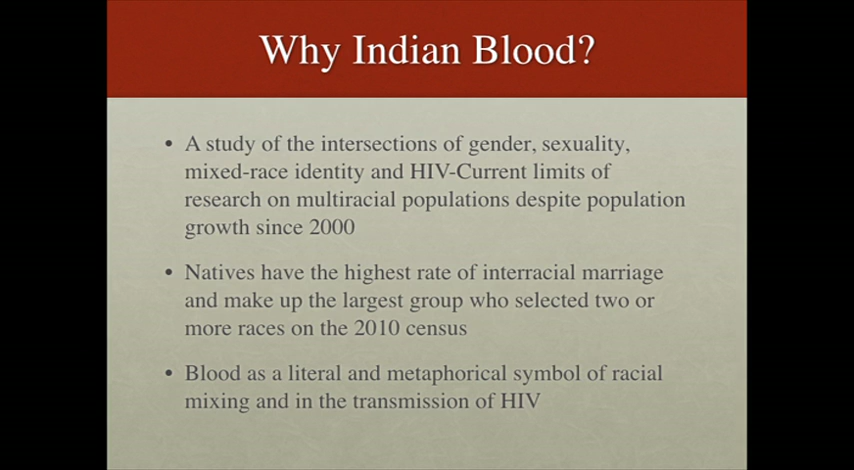 Why Indian Blood?
• A study of the intersections of gender, sexuality,
mixed-race identity and HIV-Current limits of
research on multiracial populations despite population
growth since 2000
• Natives have the highest rate of interracial marriage
and make up the largest group who selected two or
more races on the 2010 census
• Blood as a literal and metaphorical symbol of racial
mixing and in the transmission of HIV